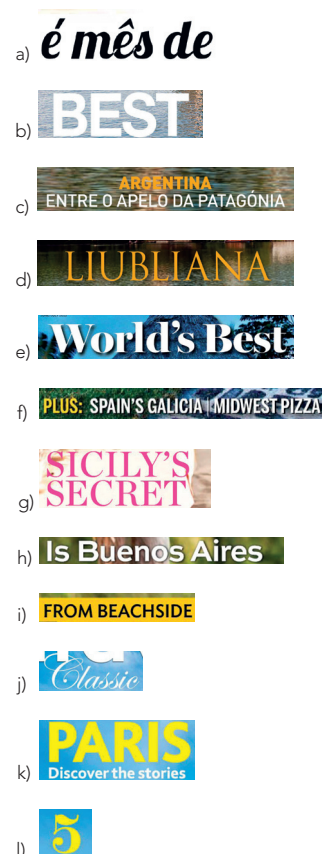 a) é mês de
b) BEST
c) ARGENTINA
ENTRE O APELO DA PATAGÓNIA
d) LIUBLIANA
e) World's Best
f) PLUS: SPAIN'S GALICIA | MIDWEST PIZZA
g) SICILY'S
SECRET
h) Is Buenos Aires
i) FROM BEACHSIDE
j) Classic
k) PARIS
Discover the stories
l) 5